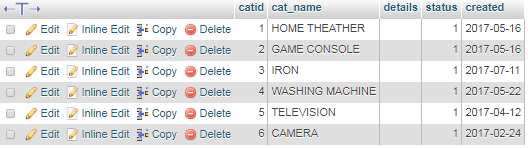 catid cat_name details status created
Edit Inline Edit Copy Delete 1 HOME THEATHER 1 2017-05-16
Edit Inline Edit Copy Delete 2 GAME CONSOLE 1 2017-05-16
Edit Inline Edit Copy Delete 3 IRON 1 2017-07-11
Edit Inline Edit Copy Delete 4 WASHING MACHINE 1 2017-05-22
Edit Inline Edit Copy Delete 5 TELEVISION 1 2017-04-12
Edit Inline Edit Copy Delete 6 CAMERA 1 2017-02-24